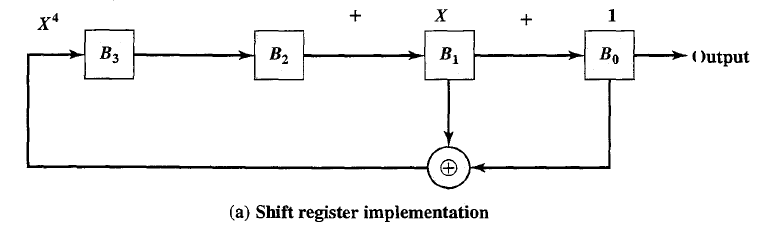 X⁴ + X + 1
B₃ B₂ B₁ B₀ Output
⊕
(a) Shift register implementation